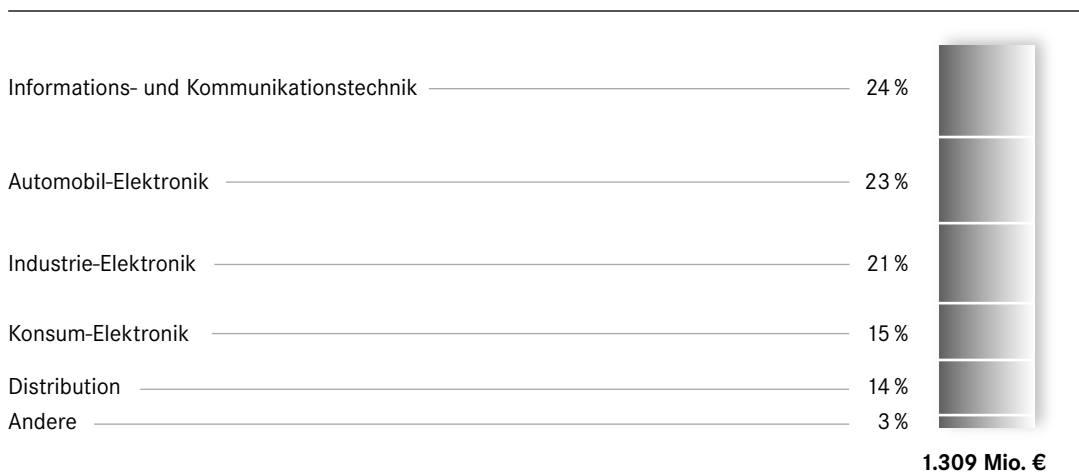 Informations- und Kommunikationstechnik 24 %
Automobil-Elektronik 23 %
Industrie-Elektronik 21 %
Konsum-Elektronik 15 %
Distribution 14 %
Andere 3 %
1.309 Mio. €